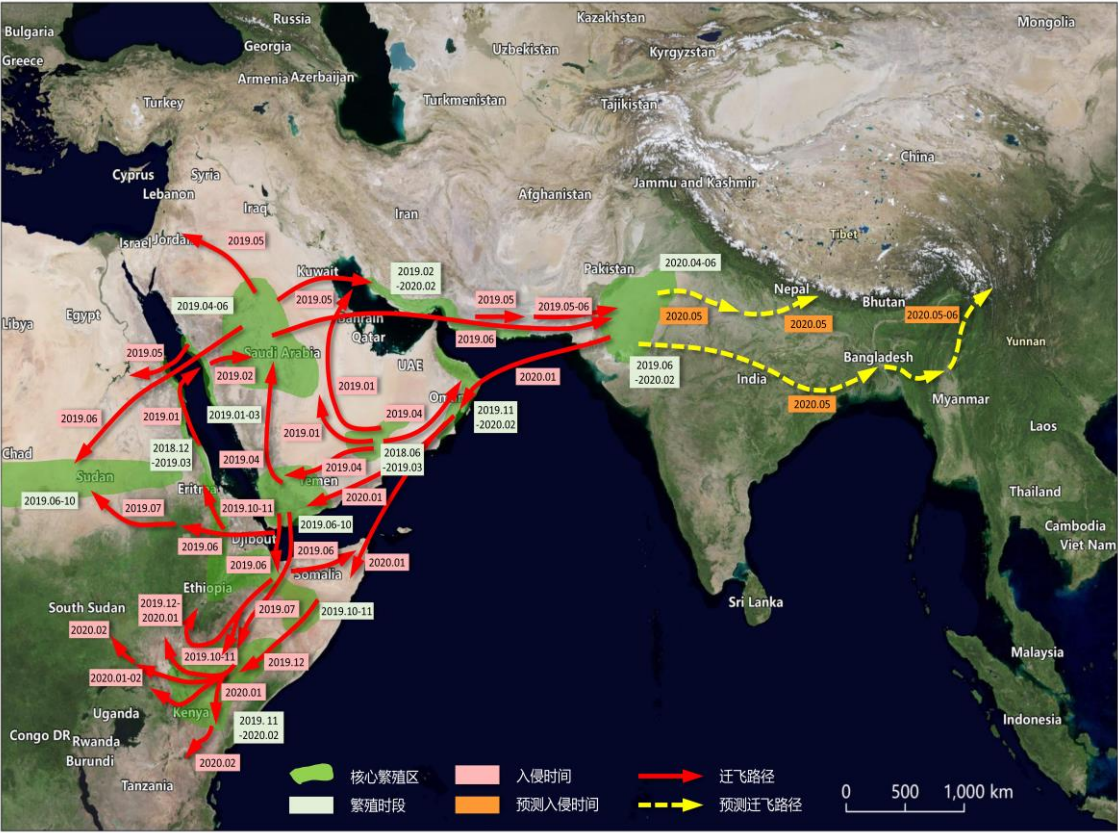 Kazakhstan
Mongolia
Russia
Bulgaria
Georgia
Uzbekistan
Kyrgyzstan
Greece
Armenia
Azerbaijan
Turkey
Turkmenistan
Tajikistan
China
Cyprus
Syria
Lebanon
Jammu and Kashmir
Afghanistan
Iraq
Iran
Israel
Jordan
2019.05
Tibet
Kuwait
2019.02
-2020.02
Pakistan
2020.04-06
Nepal
Bhutan
2019.04-06
2019.05
2019.05
2019.05-06
2020.05
2020.05
2020.05-06
Libya
Egypt
Bahrain
Qatar
2019.06
Yunnan
2019.05
Saudi Arabia
UAE
Bangladesh
2019.02
2019.01
2020.01
2019.06
-2020.02
India
Oman
Myanmar
2020.05
2019.06
2019.01
2019.01-03
2019.04
2019.11
-2020.02
Laos
2019.01
Chad
2018.12
-2019.03
2019.04
2019.04
2018.06
-2019.03
Sudan
Yemen
Eritrea
2020.01
Thailand
2019.06-10
2019.07
2019.10-11
2019.06-10
Cambodia
Viet Nam
2019.06
Djibouti
2019.06
2019.06
2020.01
Somalia
Ethiopia
Sri Lanka
South Sudan
2019.12-
2020.01
2019.07
2019.10-11
2020.02
2019.10-11
2019.12
Malaysia
2020.01-02
2020.01
Uganda
Kenya
2019. 11
-2020.02
Indonesia
Congo DR
Rwanda
Burundi
2020.02
Tanzania
核心繁殖区
入侵时间
迁飞路径
繁殖时段
预测入侵时间
预测迁飞路径
0 500 1,000 km